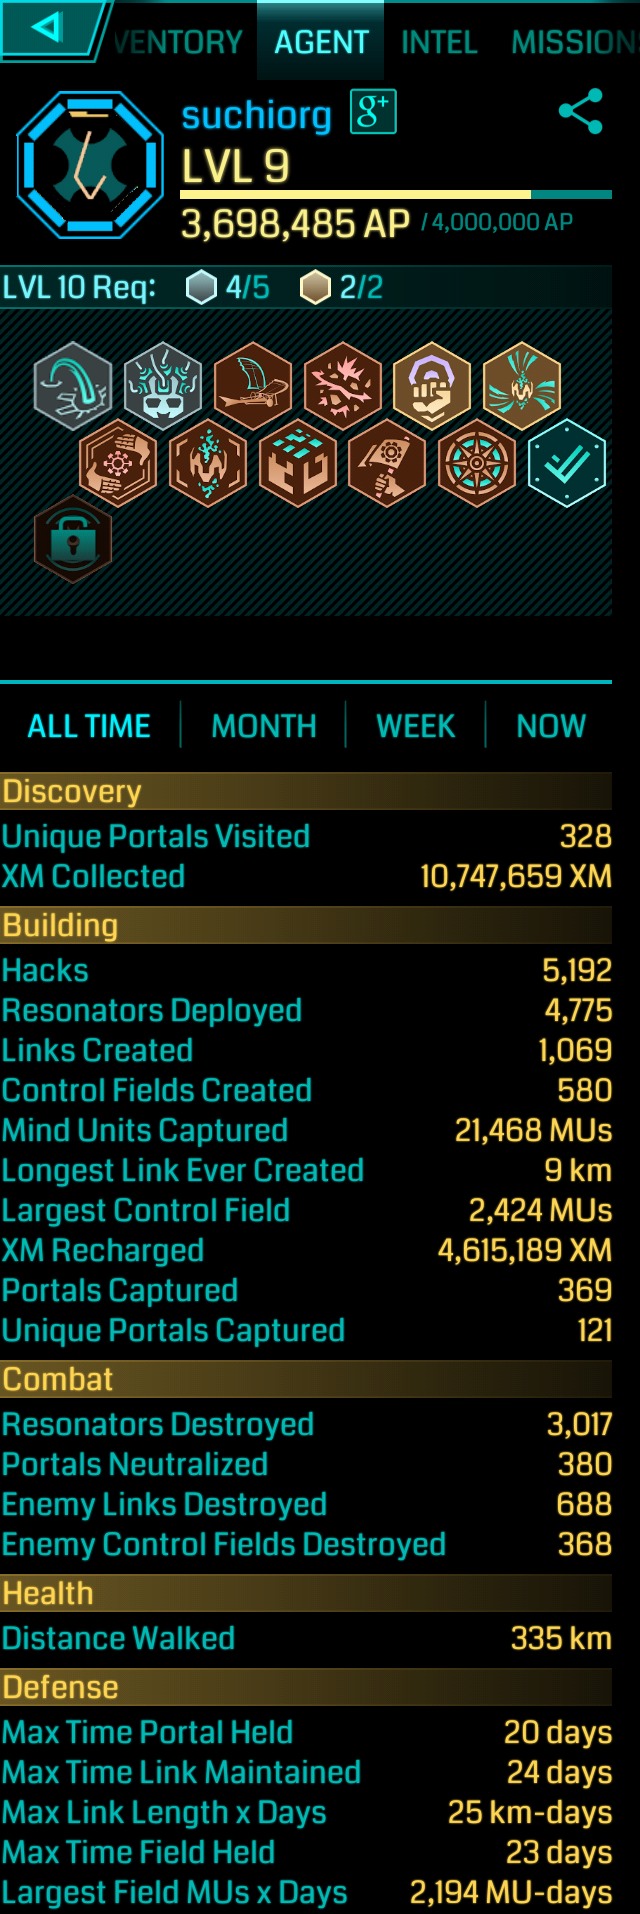 VENTORY AGENT INTEL MISSIONS
suchiorg g+
LVL 9
3,698,485 AP / 4,000,000 AP
LVL 10 Req: 4/5 2/2
ALL TIME MONTH WEEK NOW
Discovery
Unique Portals Visited 328
XM Collected 10,747,659 XM
Building
Hacks 5,192
Resonators Deployed 4,775
Links Created 1,069
Control Fields Created 580
Mind Units Captured 21,468 MUs
Longest Link Ever Created 9 km
Largest Control Field 2,424 MUs
XM Recharged 4,615,189 XM
Portals Captured 369
Unique Portals Captured 121
Combat
Resonators Destroyed 3,017
Portals Neutralized 380
Enemy Links Destroyed 688
Enemy Control Fields Destroyed 368
Health
Distance Walked 335 km
Defense
Max Time Portal Held 20 days
Max Time Link Maintained 24 days
Max Link Length x Days 25 km-days
Max Time Field Held 23 days
Largest Field MUs x Days 2,194 MU-days